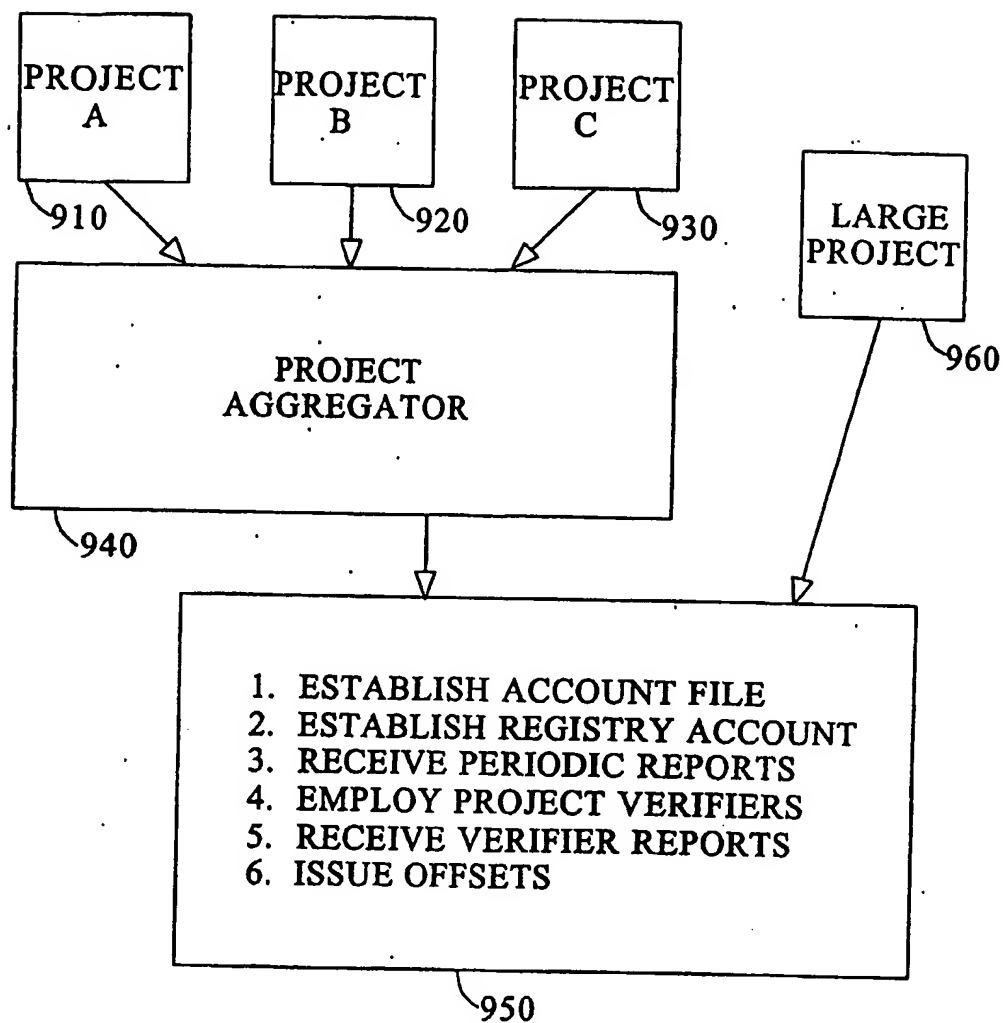 PROJECT
A
PROJECT
B
PROJECT
C
910
920
930
LARGE
PROJECT
960
PROJECT
AGGREGATOR
940
1. ESTABLISH ACCOUNT FILE
2. ESTABLISH REGISTRY ACCOUNT
3. RECEIVE PERIODIC REPORTS
4. EMPLOY PROJECT VERIFIERS
5. RECEIVE VERIFIER REPORTS
6. ISSUE OFFSETS
950